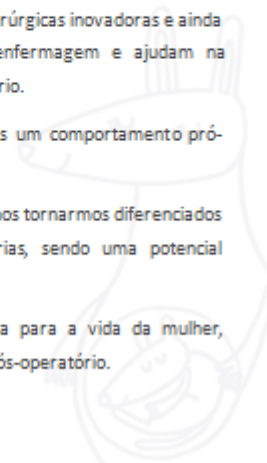 rúrgicas inovadoras e ainda
enfermagem e ajudam na
rio.
s um comportamento pró-
nos tornarmos diferenciados
rias, sendo uma potencial
a para a vida da mulher,
ós-operatório.